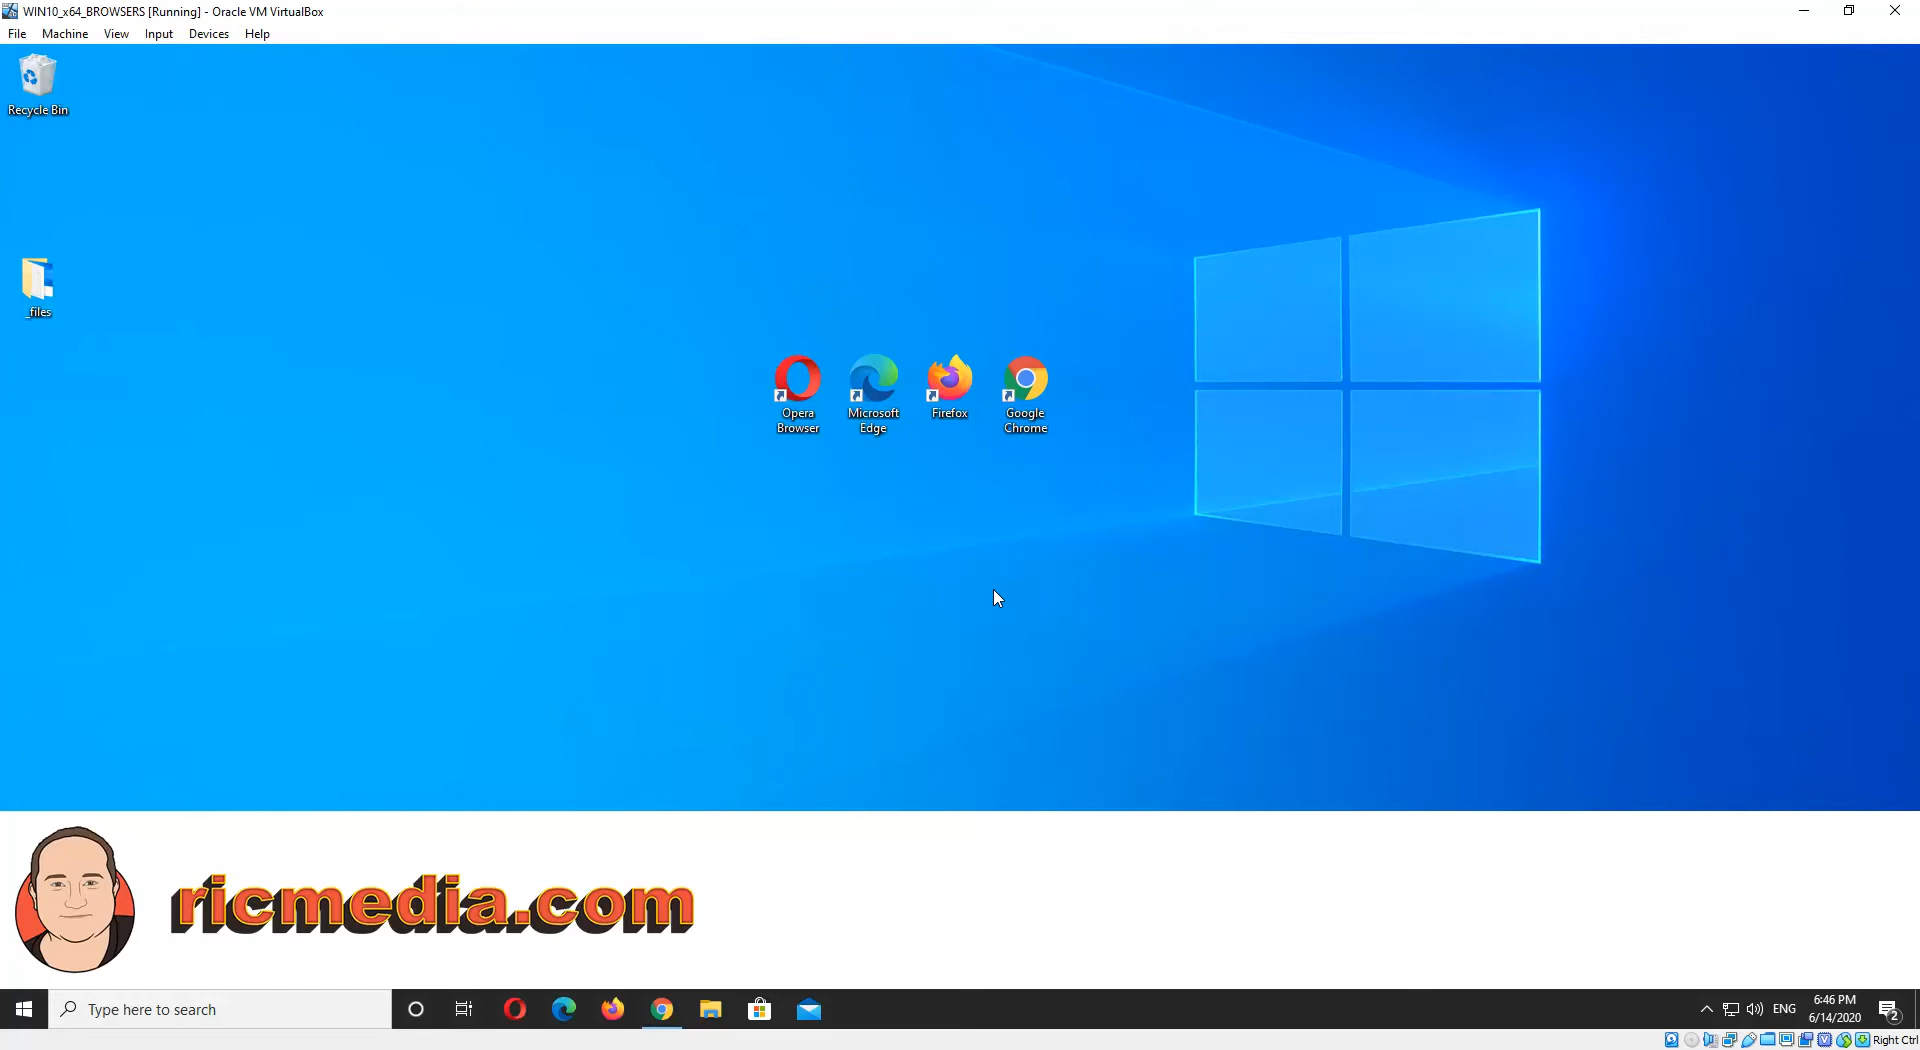 WIN10_x64_BROWSERS [Running] - Oracle VM VirtualBox
File Machine View Input Devices Help
Recycle Bin
_files
Opera Browser
Microsoft Edge
Firefox
Google Chrome
ricmedia.com
Type here to search
ENG
6:46 PM
6/14/2020
2
Right Ctrl